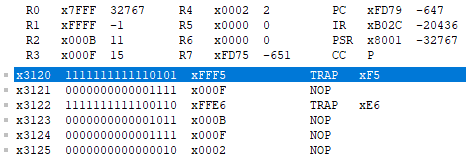 R0 x7FFF 32767 R4 x0002 2 PC xFD79 -647
R1 xFFFF -1 R5 x0000 0 IR xB02C -20436
R2 x000B 11 R6 x0000 0 PSR x8001 -32767
R3 x000F 15 R7 xFD75 -651 CC P
x3120 1111111111110101 xFFF5 TRAP xF5
x3121 0000000000001111 x000F NOP
x3122 1111111111100110 xFFE6 TRAP xE6
x3123 0000000000001011 x000B NOP
x3124 0000000000001111 x000F NOP
x3125 0000000000000010 x0002 NOP